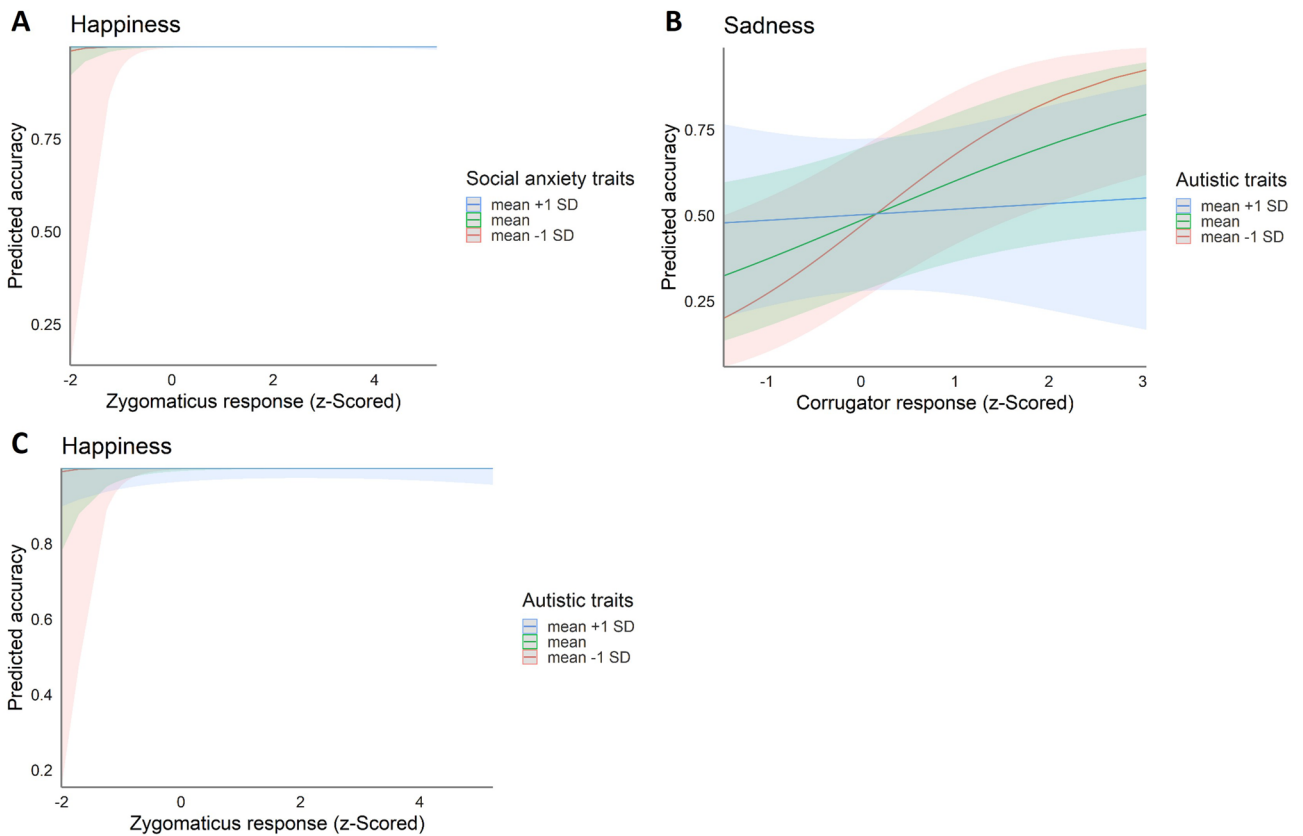 A Happiness
Predicted accuracy
0.75
0.50
0.25
-2 0 2 4
Zygomaticus response (z-Scored)
Social anxiety traits
mean +1 SD
mean
mean -1 SD
B Sadness
Predicted accuracy
0.75
0.50
0.25
-1 0 1 2 3
Corrugator response (z-Scored)
Autistic traits
mean +1 SD
mean
mean -1 SD
C Happiness
Predicted accuracy
0.8
0.6
0.4
0.2
-2 0 2 4
Zygomaticus response (z-Scored)
Autistic traits
mean +1 SD
mean
mean -1 SD